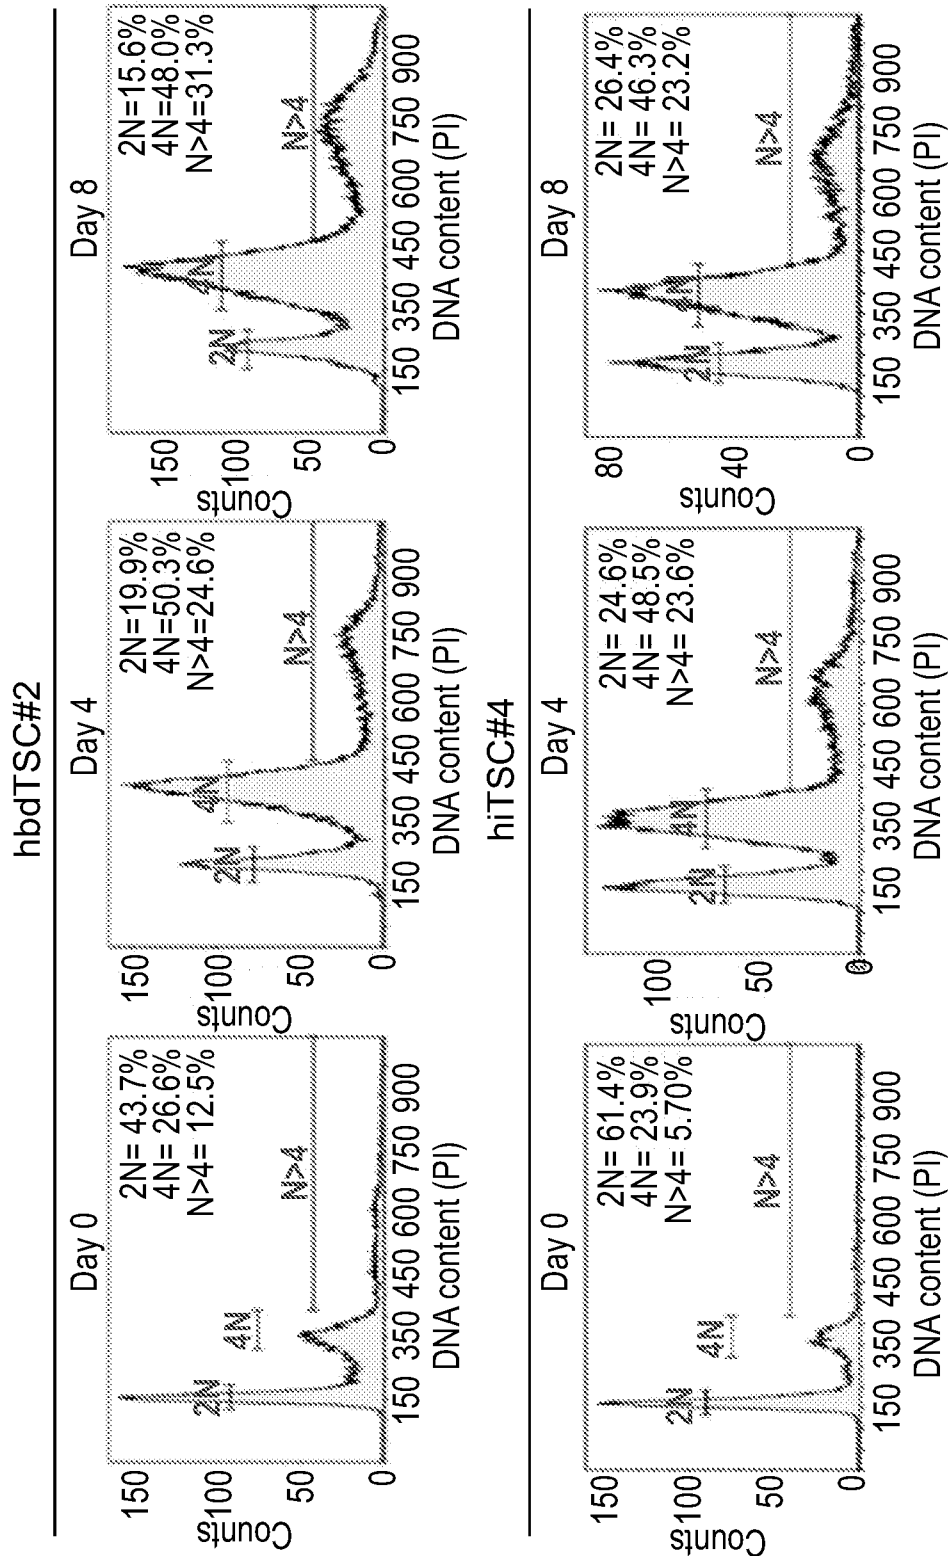 hbdTSC#2
Day 0
2N= 43.7%
4N= 26.6%
N>4= 12.5%
2N
4N
N>4
Counts
150
100
50
0
150 350 450 600 750 900
DNA content (PI)
Day 4
2N=19.9%
4N=50.3%
N>4=24.6%
2N
4N
N>4
Counts
150
100
50
0
150 350 450 600 750 900
DNA content (PI)
Day 8
2N=15.6%
4N=48.0%
N>4=31.3%
2N
4N
N>4
Counts
150
100
50
0
150 350 450 600 750 900
DNA content (PI)
hiTSC#4
Day 0
2N= 61.4%
4N= 23.9%
N>4= 5.70%
2N
4N
N>4
Counts
150
100
50
0
150 350 450 600 750 900
DNA content (PI)
Day 4
2N= 24.6%
4N= 48.5%
N>4= 23.6%
2N
4N
N>4
Counts
100
50
0
150 350 450 600 750 900
DNA content (PI)
Day 8
2N= 26.4%
4N= 46.3%
N>4= 23.2%
2N
4N
N>4
Counts
80
40
0
150 350 450 600 750 900
DNA content (PI)